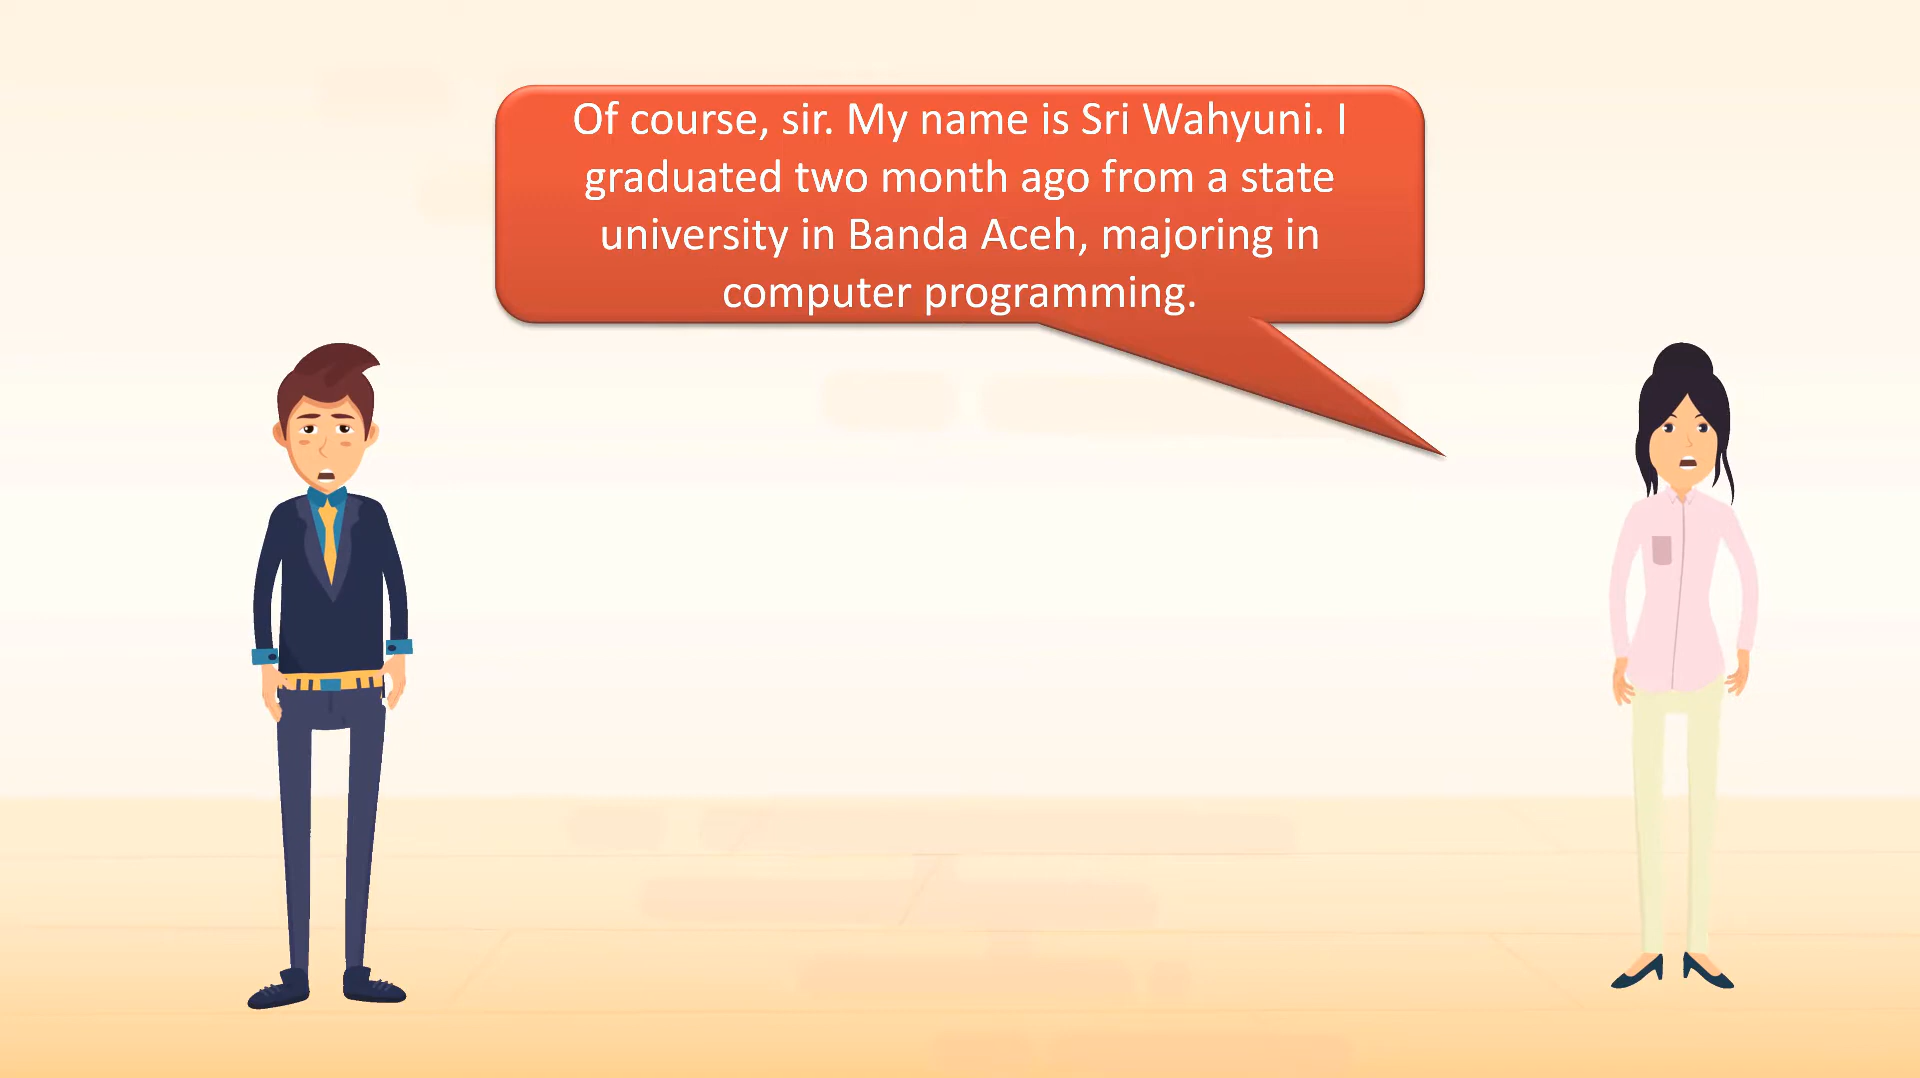 Of course, sir. My name is Sri Wahyuni. I
graduated two month ago from a state
university in Banda Aceh, majoring in
computer programming.